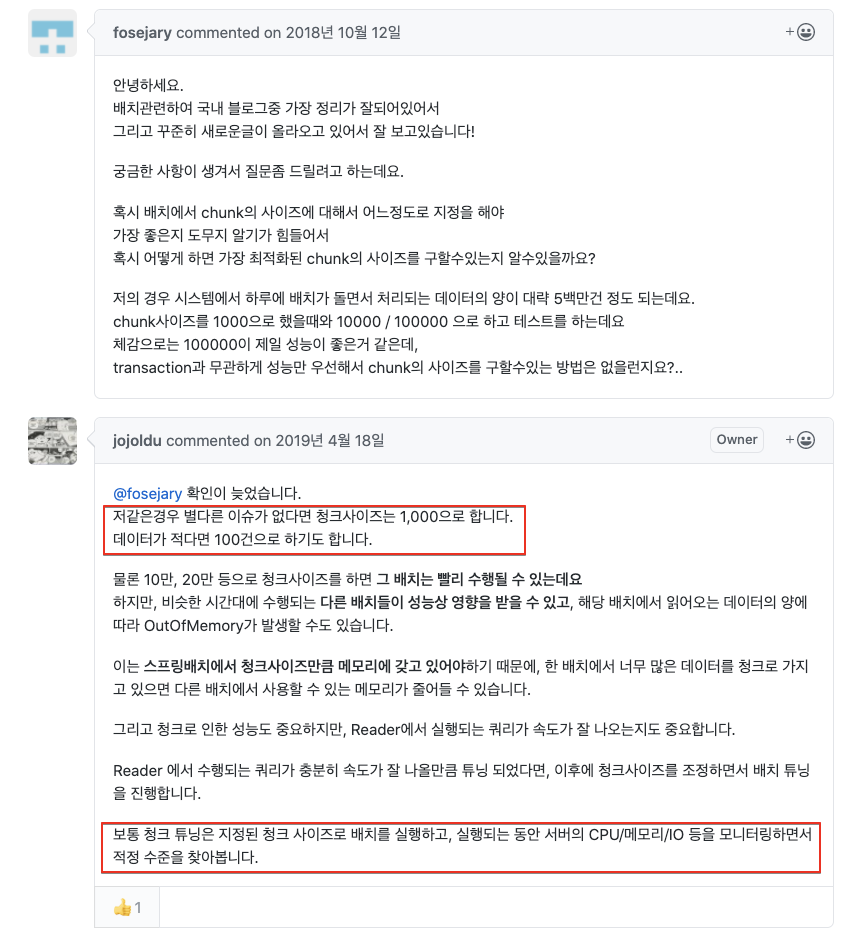 fosejary commented on 2018년 10월 12일
안녕하세요.
배치관련하여 국내 블로그중 가장 정리가 잘되어있어서
그리고 꾸준히 새로운글이 올라오고 있어서 잘 보고있습니다!
궁금한 사항이 생겨서 질문좀 드릴려고 하는데요.
혹시 배치에서 chunk의 사이즈에 대해서 어느정도로 지정을 해야
가장 좋은지 도무지 알기가 힘들어서
혹시 어떻게 하면 가장 최적화된 chunk의 사이즈를 구할수있는지 알수있을까요?
저의 경우 시스템에서 하루에 배치가 돌면서 처리되는 데이터의 양이 대략 5백만건 정도 되는데요.
chunk사이즈를 1000으로 했을때와 10000 / 100000 으로 하고 테스트를 하는데요
체감으로는 100000이 제일 성능이 좋은거 같은데,
transaction과 무관하게 성능만 우선해서 chunk의 사이즈를 구할수있는 방법은 없을런지요?..
jojoldu commented on 2019년 4월 18일
Owner
@fosejary 확인이 늦었습니다.
저같은경우 별다른 이슈가 없다면 청크사이즈는 1,000으로 합니다.
데이터가 적다면 100건으로 하기도 합니다.
물론 10만, 20만 등으로 청크사이즈를 하면 그 배치는 빨리 수행될 수 있는데요
하지만, 비슷한 시간대에 수행되는 다른 배치들이 성능상 영향을 받을 수 있고, 해당 배치에서 읽어오는 데이터의 양에
따라 OutOfMemory가 발생할 수도 있습니다.
이는 스프링배치에서 청크사이즈만큼 메모리에 갖고 있어야하기 때문에, 한 배치에서 너무 많은 데이터를 청크로 가지
고 있으면 다른 배치에서 사용할 수 있는 메모리가 줄어들 수 있습니다.
그리고 청크로 인한 성능도 중요하지만, Reader에서 실행되는 쿼리가 속도가 잘 나오는지도 중요합니다.
Reader 에서 수행되는 쿼리가 충분히 속도가 잘 나올만큼 튜닝 되었다면, 이후에 청크사이즈를 조정하면서 배치 튜닝
을 진행합니다.
보통 청크 튜닝은 지정된 청크 사이즈로 배치를 실행하고, 실행되는 동안 서버의 CPU/메모리/IO 등을 모니터링하면서
적정 수준을 찾아봅니다.
👍 1